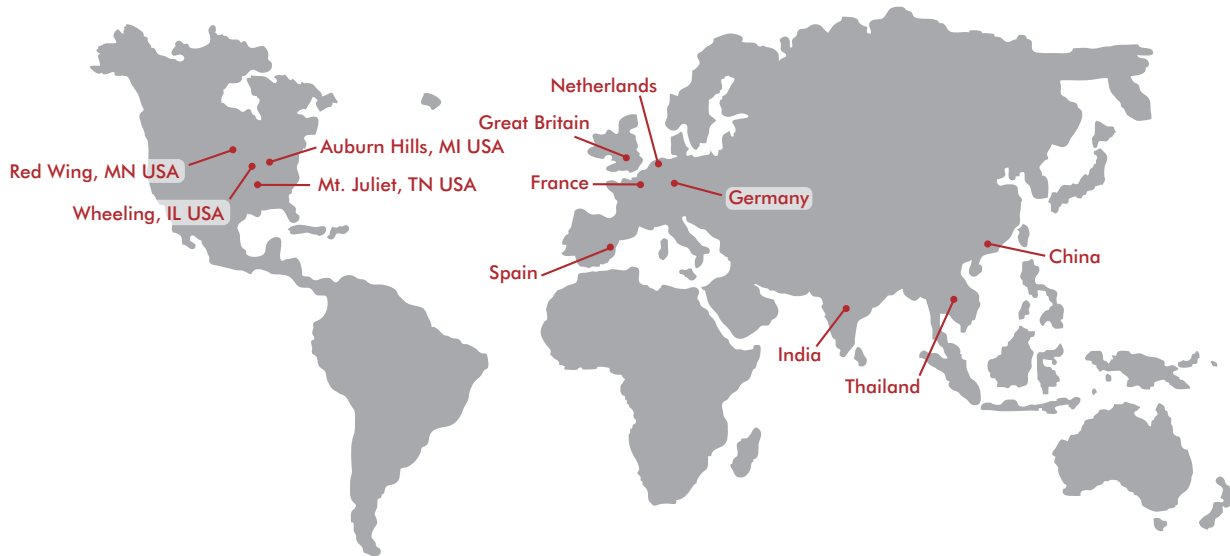 Netherlands
Great Britain
Auburn Hills, MI USA
Red Wing, MN USA
Mt. Juliet, TN USA
France
Germany
Wheeling, IL USA
China
Spain
India
Thailand